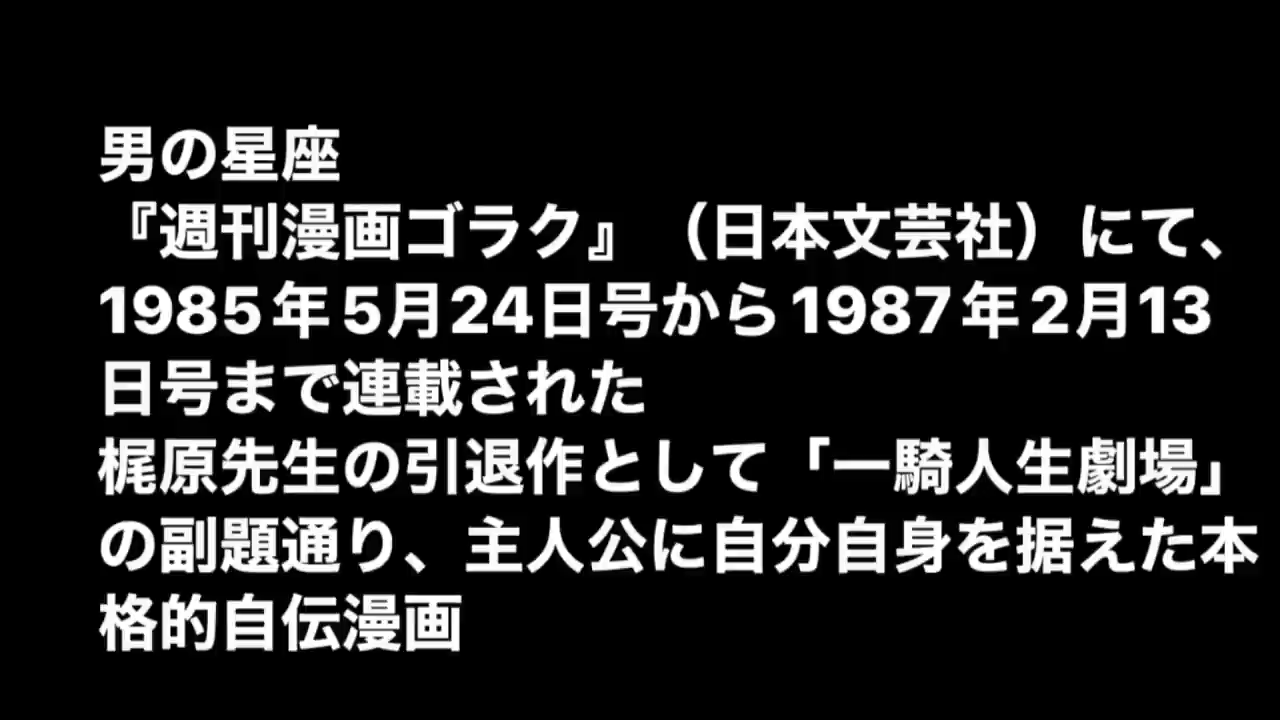 男の星座
『週刊漫画ゴラク』（日本文芸社）にて、
1985年5月24日号から1987年2月13
日号まで連載された
梶原先生の引退作として「一騎人生劇場」
の副題通り、主人公に自分自身を据えた本
格的自伝漫画